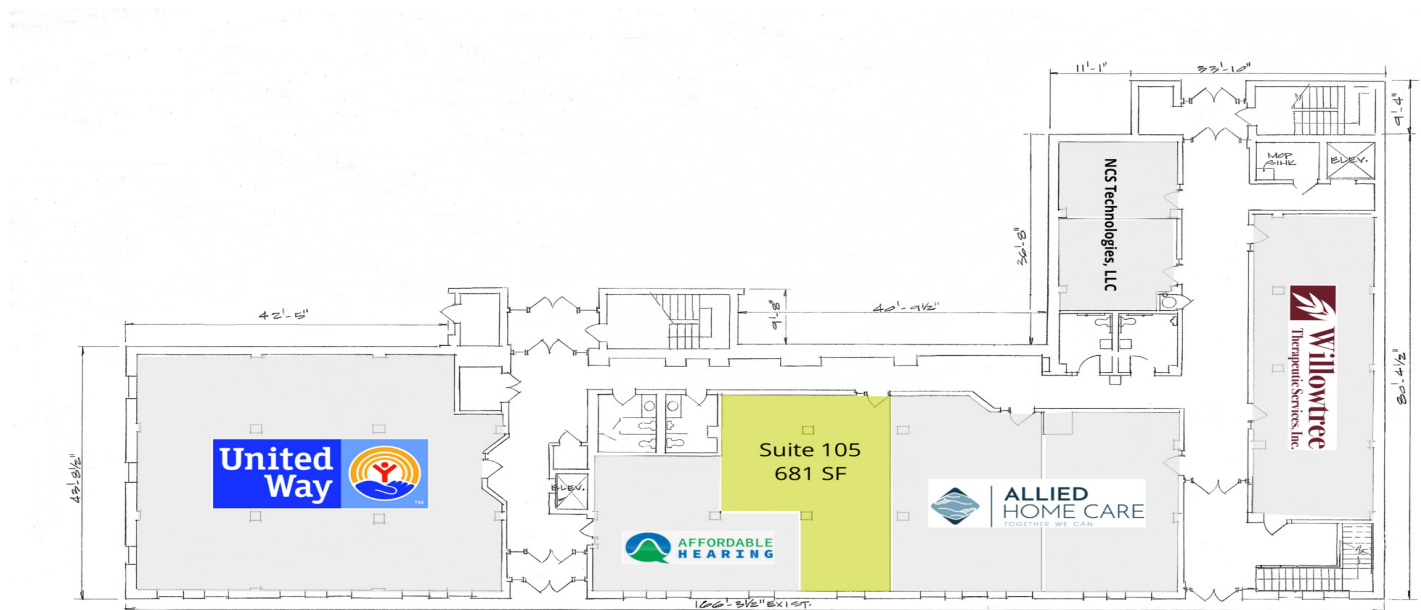 11'-1"
33'-10"
9'-4"
MOP
SINK
ELEV.
NCS Technologies, LLC
36'-8"
42'-5"
9'-8"
40'-9½"
Willowtree
Therapeutic Services, Inc.
80'-4½"
43'-3½"
United
Way
TM
ELEV.
Suite 105
681 SF
AFFORDABLE
HEARING
ALLIED
HOME CARE
TOGETHER WE CAN
166'-3½" EXIST.